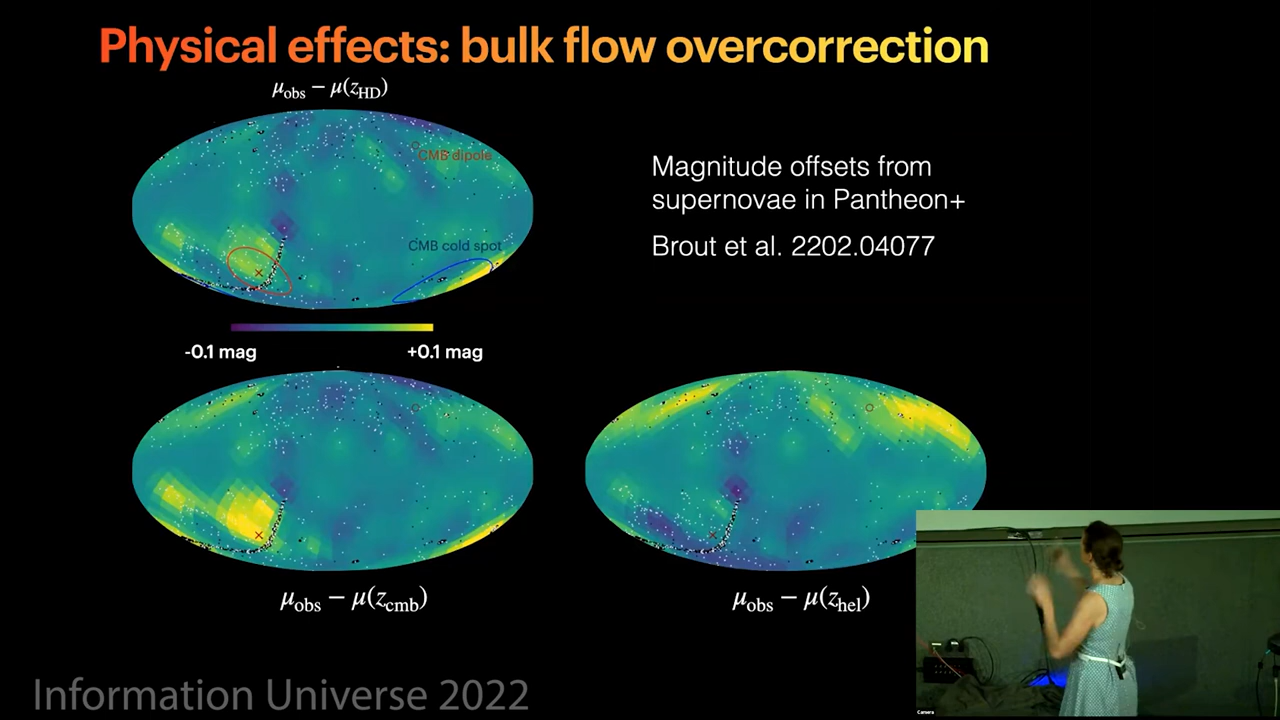 Physical effects: bulk flow overcorrection
μobs − μ(zHD)
CMB dipole
CMB cold spot
-0.1 mag
+0.1 mag
Magnitude offsets from
supernovae in Pantheon+
Brout et al. 2202.04077
μobs − μ(zcmb)
μobs − μ(zhel)
Information Universe 2022
Camera